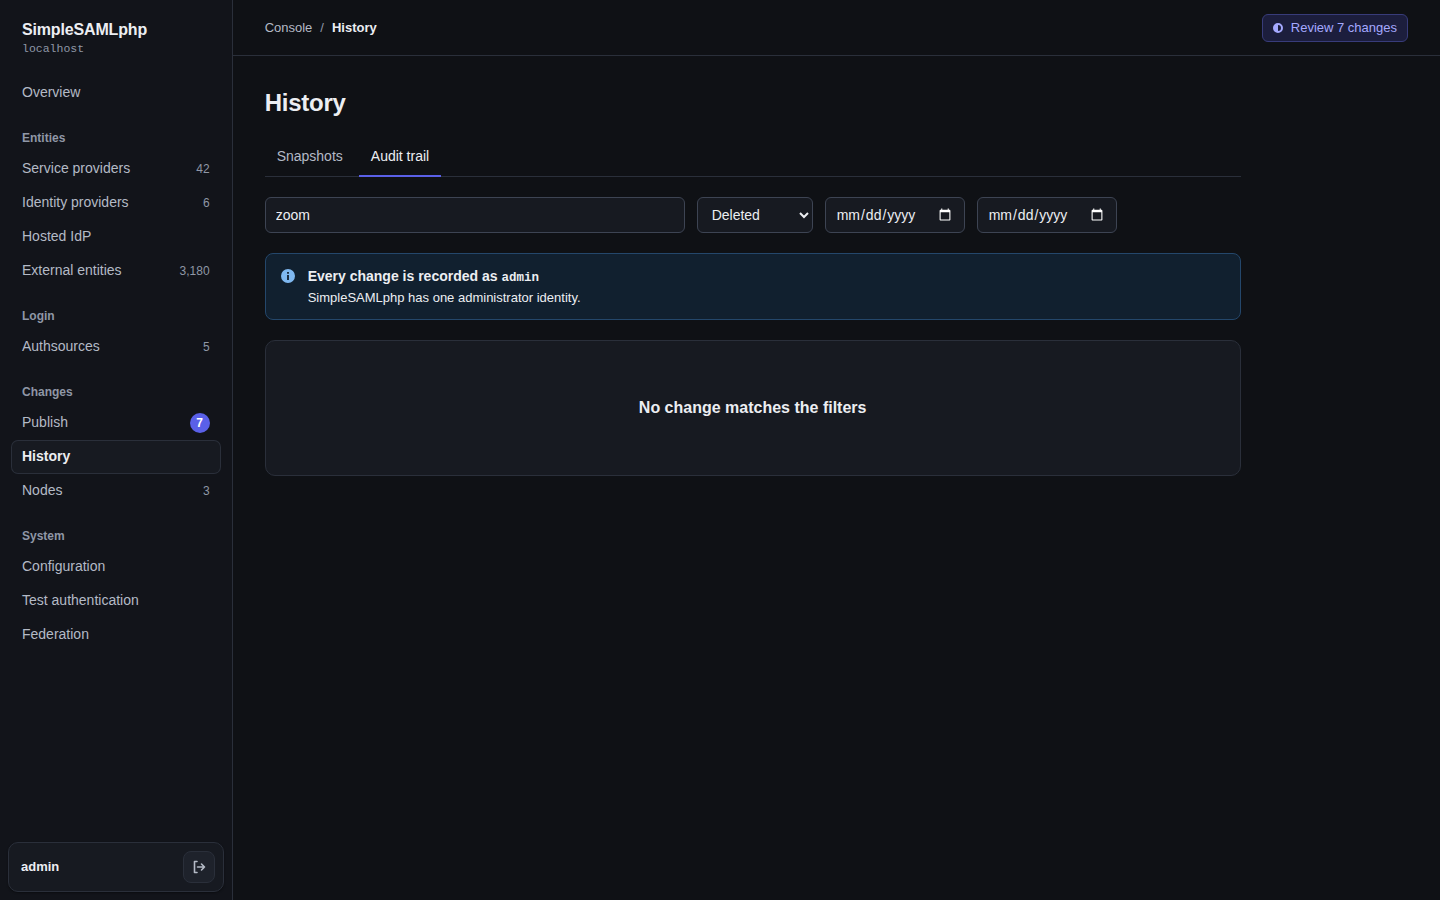 SimpleSAMLphp
localhost
Overview
Entities
Service providers 42
Identity providers 6
Hosted IdP
External entities 3,180
Login
Authsources 5
Changes
Publish 7
History
Nodes 3
System
Configuration
Test authentication
Federation
admin
Console / History
Review 7 changes
History
Snapshots Audit trail
zoom Deleted mm/dd/yyyy mm/dd/yyyy
Every change is recorded as admin
SimpleSAMLphp has one administrator identity.
No change matches the filters